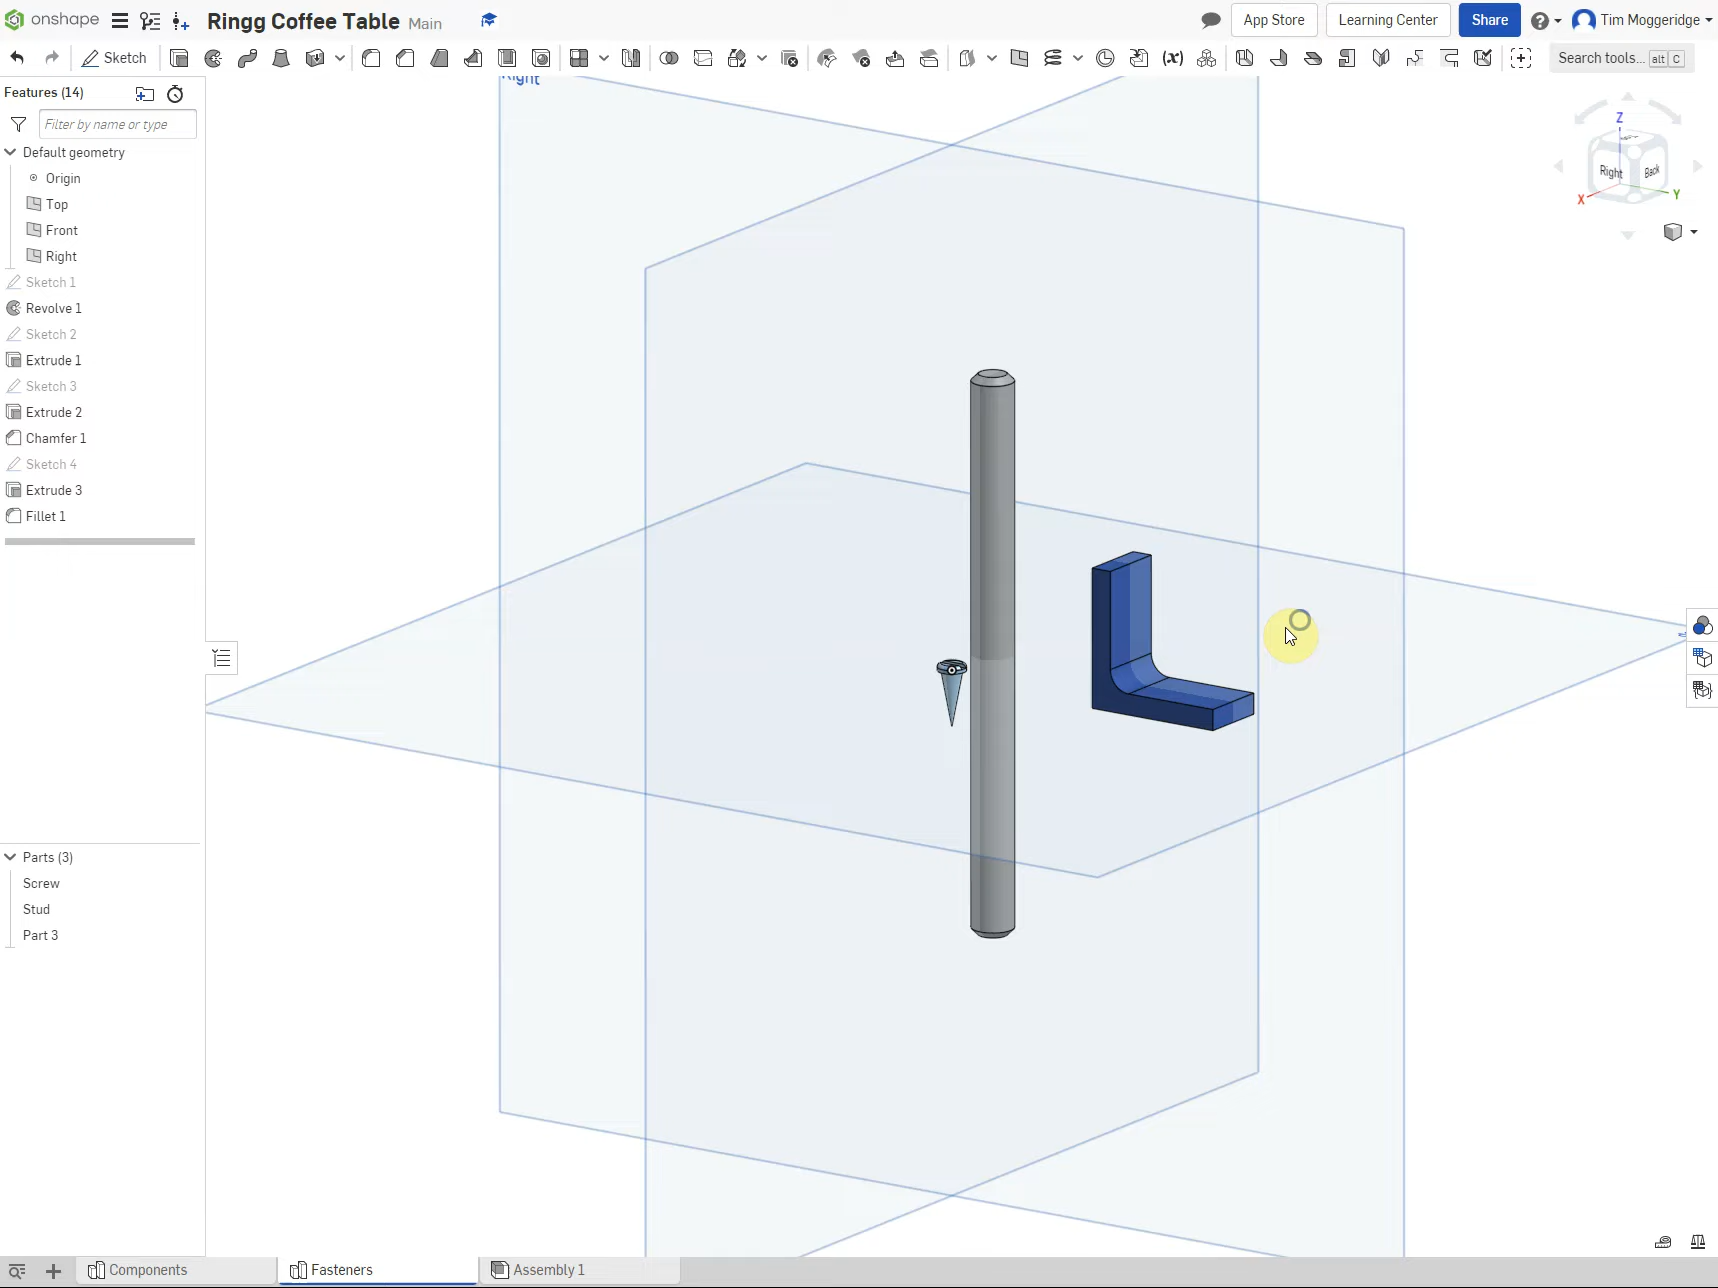 onshape Ringg Coffee Table Main App Store Learning Center Share Tim Moggeridge
Sketch (x) Search tools... alt C
Features (14)
Filter by name or type
Default geometry
Origin
Top
Front
Right
Sketch 1
Revolve 1
Sketch 2
Extrude 1
Sketch 3
Extrude 2
Chamfer 1
Sketch 4
Extrude 3
Fillet 1
Parts (3)
Screw
Stud
Part 3
Right
Z
Right Back
X Y
Components Fasteners Assembly 1